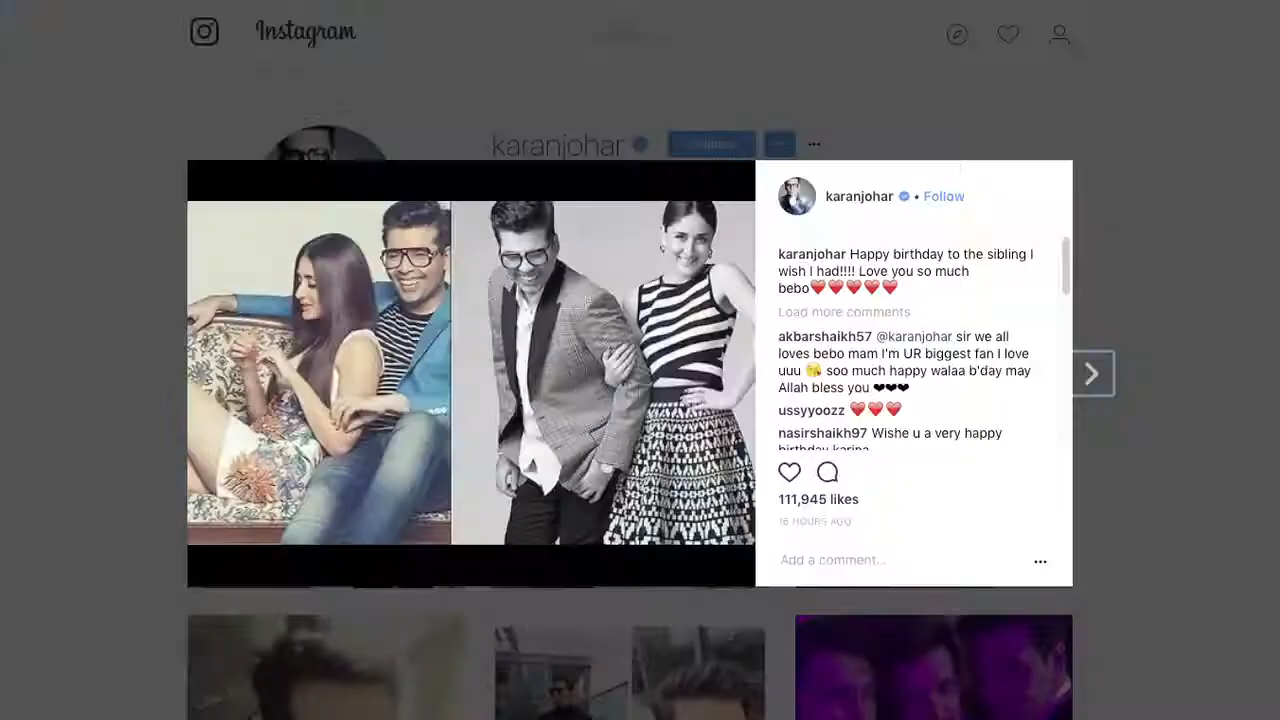 Instagram
karanjohar
karanjohar • Follow
karanjohar Happy birthday to the sibling I
wish I had!!!! Love you so much
bebo❤️❤️❤️❤️❤️
Load more comments
akbarshaikh57 @karanjohar sir we all
loves bebo mam I'm UR biggest fan I love
uuu 😘 soo much happy walaa b'day may
Allah bless you ❤❤❤
ussyyoozz ❤️❤️❤️
nasirshaikh97 Wishe u a very happy
birthday karina
111,945 likes
16 HOURS AGO
Add a comment...